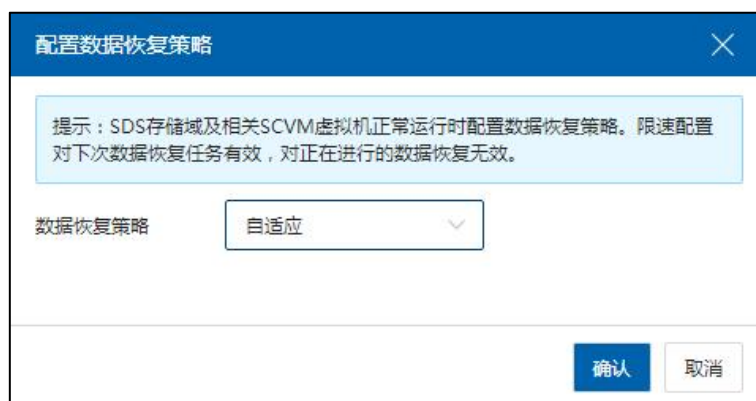 配置数据恢复策略
提示：SDS存储域及相关SCVM虚拟机正常运行时配置数据恢复策略。限速配置
对下次数据恢复任务有效，对正在进行的数据恢复无效。
数据恢复策略
自适应
确认
取消